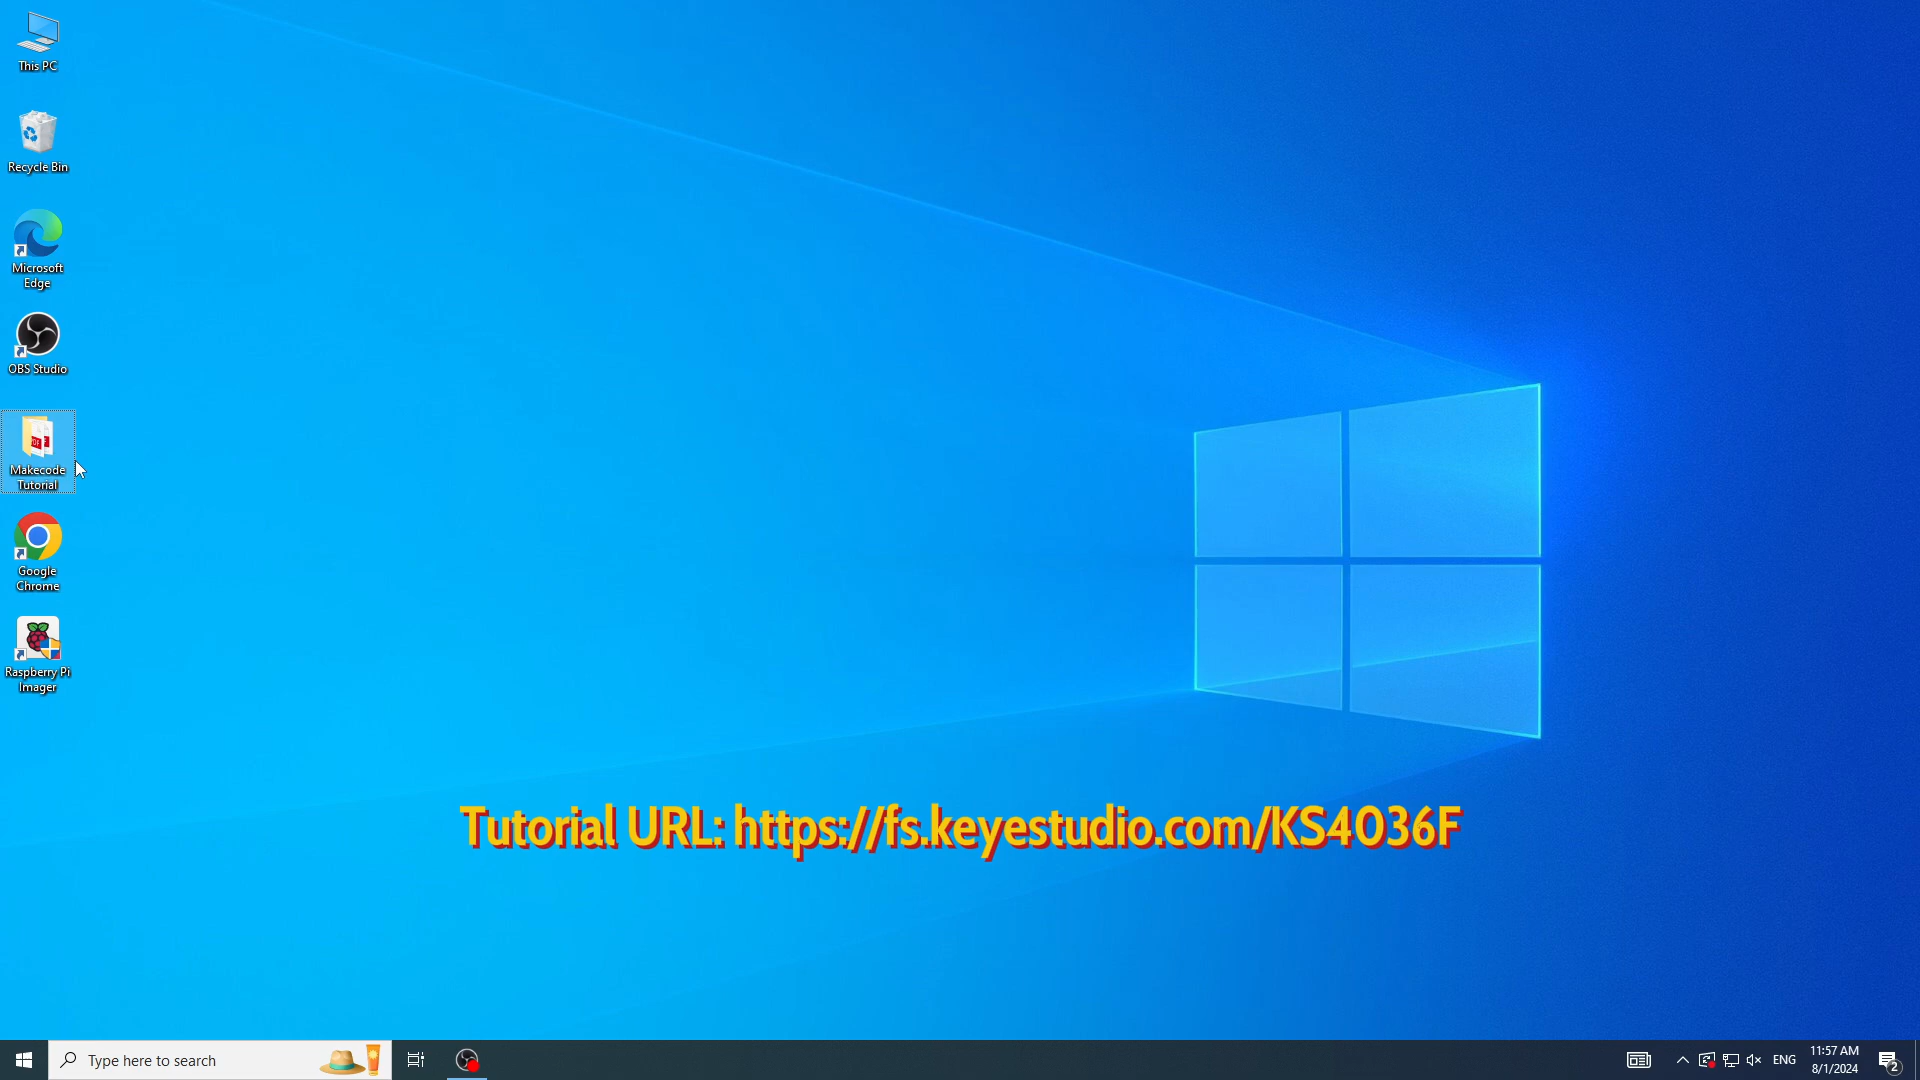 This PC
Recycle Bin
Microsoft
Edge
OBS Studio
Makecode
Tutorial
Google
Chrome
Raspberry Pi
Imager
Tutorial URL: https://fs.keyestudio.com/KS4036F
Type here to search
ENG
11:57 AM
8/1/2024
2